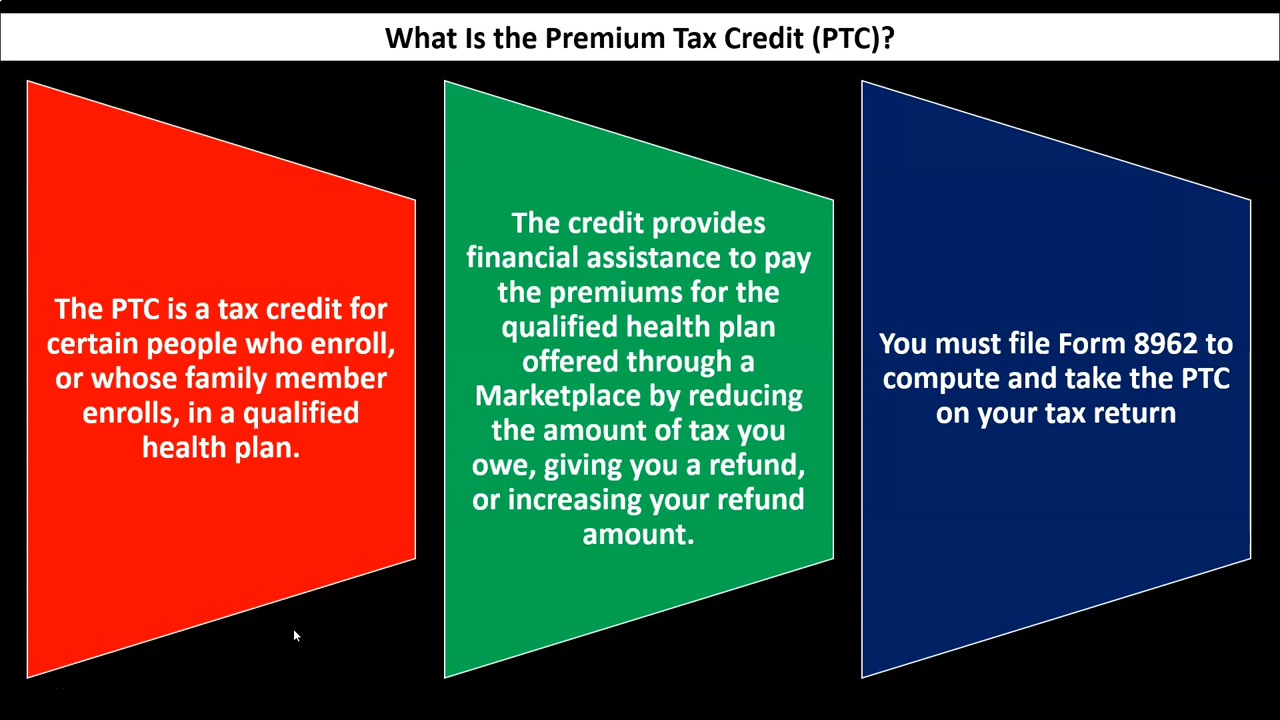 What Is the Premium Tax Credit (PTC)?
The PTC is a tax credit for
certain people who enroll,
or whose family member
enrolls, in a qualified
health plan.
The credit provides
financial assistance to pay
the premiums for the
qualified health plan
offered through a
Marketplace by reducing
the amount of tax you
owe, giving you a refund,
or increasing your refund
amount.
You must file Form 8962 to
compute and take the PTC
on your tax return